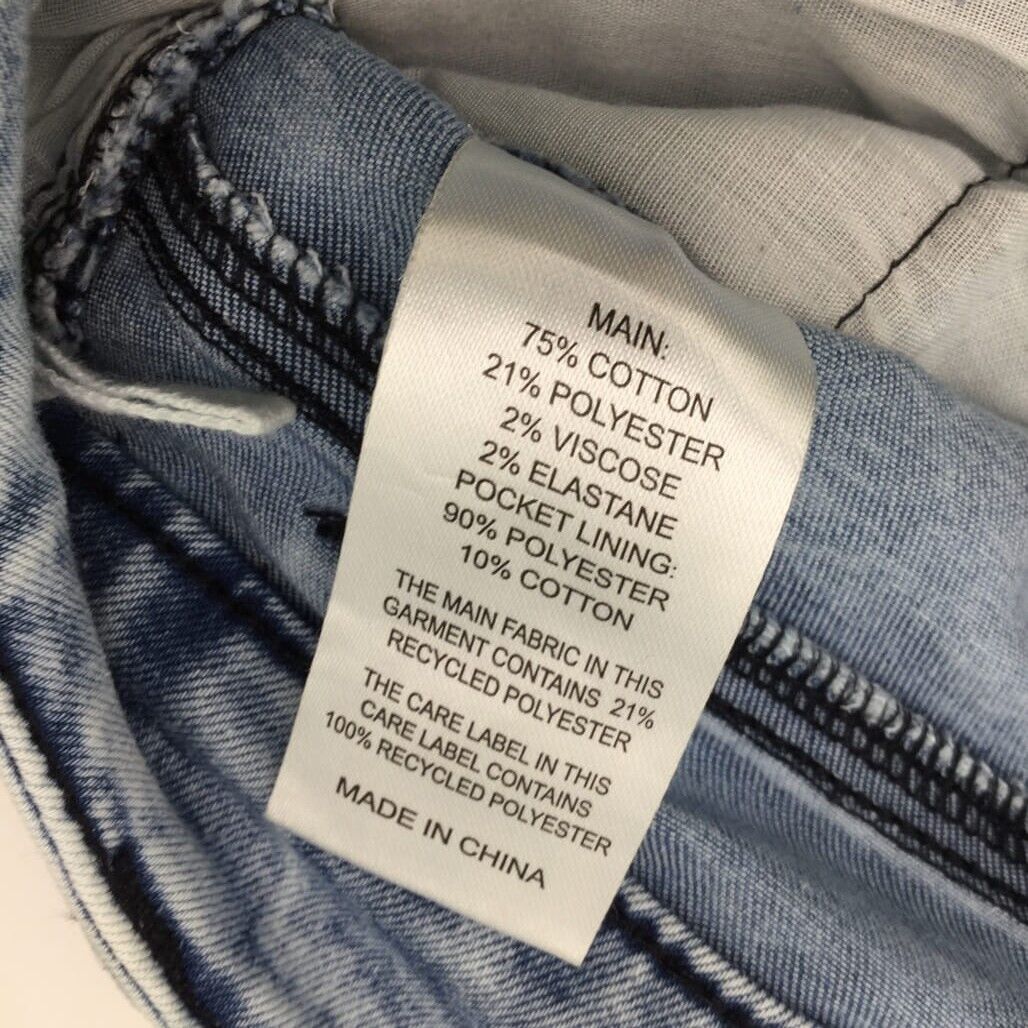 MAIN:
75% COTTON
21% POLYESTER
2% VISCOSE
2% ELASTANE
POCKET LINING:
90% POLYESTER
10% COTTON
THE MAIN FABRIC IN THIS
GARMENT CONTAINS 21%
RECYCLED POLYESTER
THE CARE LABEL IN THIS
CARE LABEL CONTAINS
100% RECYCLED POLYESTER
MADE IN CHINA